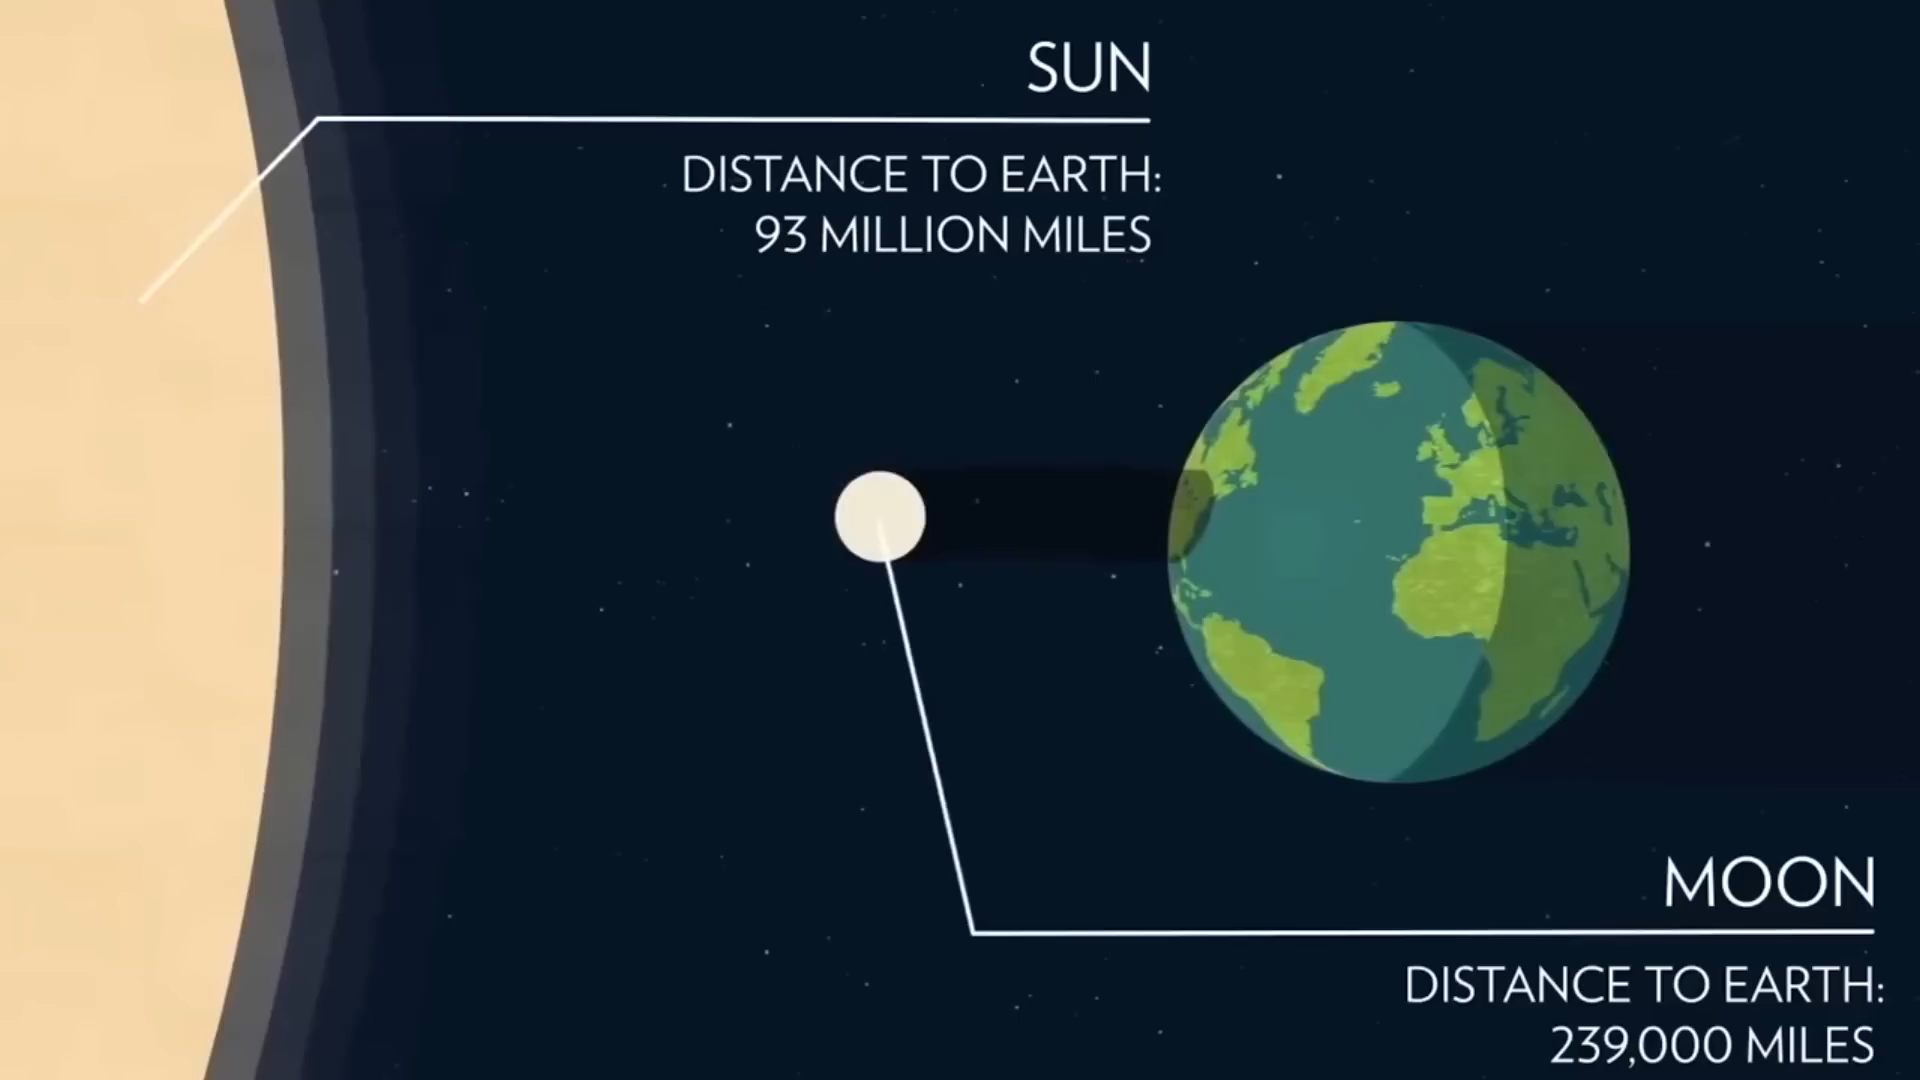 SUN
DISTANCE TO EARTH:
93 MILLION MILES
MOON
DISTANCE TO EARTH:
239,000 MILES